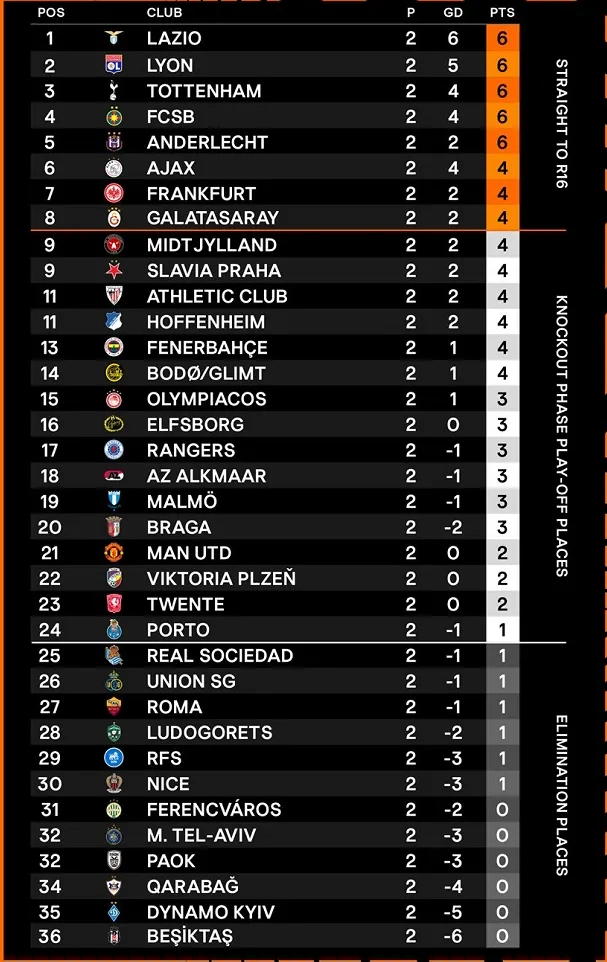 POS CLUB P GD PTS
1 LAZIO 2 6 6
2 LYON 2 5 6
3 TOTTENHAM 2 4 6
4 FCSB 2 4 6
5 ANDERLECHT 2 2 6
6 AJAX 2 4 4
7 FRANKFURT 2 2 4
8 GALATASARAY 2 2 4
STRAIGHT TO R16
9 MIDTJYLLAND 2 2 4
9 SLAVIA PRAHA 2 2 4
11 ATHLETIC CLUB 2 2 4
11 HOFFENHEIM 2 2 4
13 FENERBAHÇE 2 1 4
14 BODØ/GLIMT 2 1 4
15 OLYMPIACOS 2 1 3
16 ELFSBORG 2 0 3
17 RANGERS 2 -1 3
18 AZ ALKMAAR 2 -1 3
19 MALMÖ 2 -1 3
20 BRAGA 2 -2 3
21 MAN UTD 2 0 2
22 VIKTORIA PLZEŇ 2 0 2
23 TWENTE 2 0 2
24 PORTO 2 -1 1
KNOCKOUT PHASE PLAY-OFF PLACES
25 REAL SOCIEDAD 2 -1 1
26 UNION SG 2 -1 1
27 ROMA 2 -1 1
28 LUDOGORETS 2 -2 1
29 RFS 2 -3 1
30 NICE 2 -3 1
31 FERENCVÁROS 2 -2 0
32 M. TEL-AVIV 2 -3 0
32 PAOK 2 -3 0
34 QARABAĞ 2 -4 0
35 DYNAMO KYIV 2 -5 0
36 BEŞİKTAŞ 2 -6 0
ELIMINATION PLACES